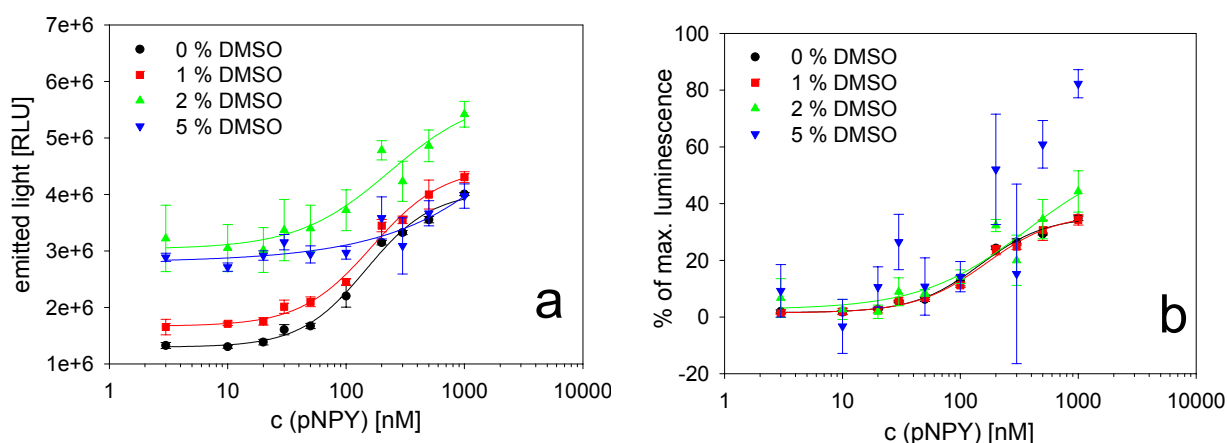 7e+6
6e+6
5e+6
4e+6
3e+6
2e+6
1e+6
emitted light [RLU]
0 % DMSO
1 % DMSO
2 % DMSO
5 % DMSO
a
1 10 100 1000 10000
c (pNPY) [nM]
100
80
60
40
20
0
-20
% of max. luminescence
0 % DMSO
1 % DMSO
2 % DMSO
5 % DMSO
b
1 10 100 1000 10000
c (pNPY) [nM]